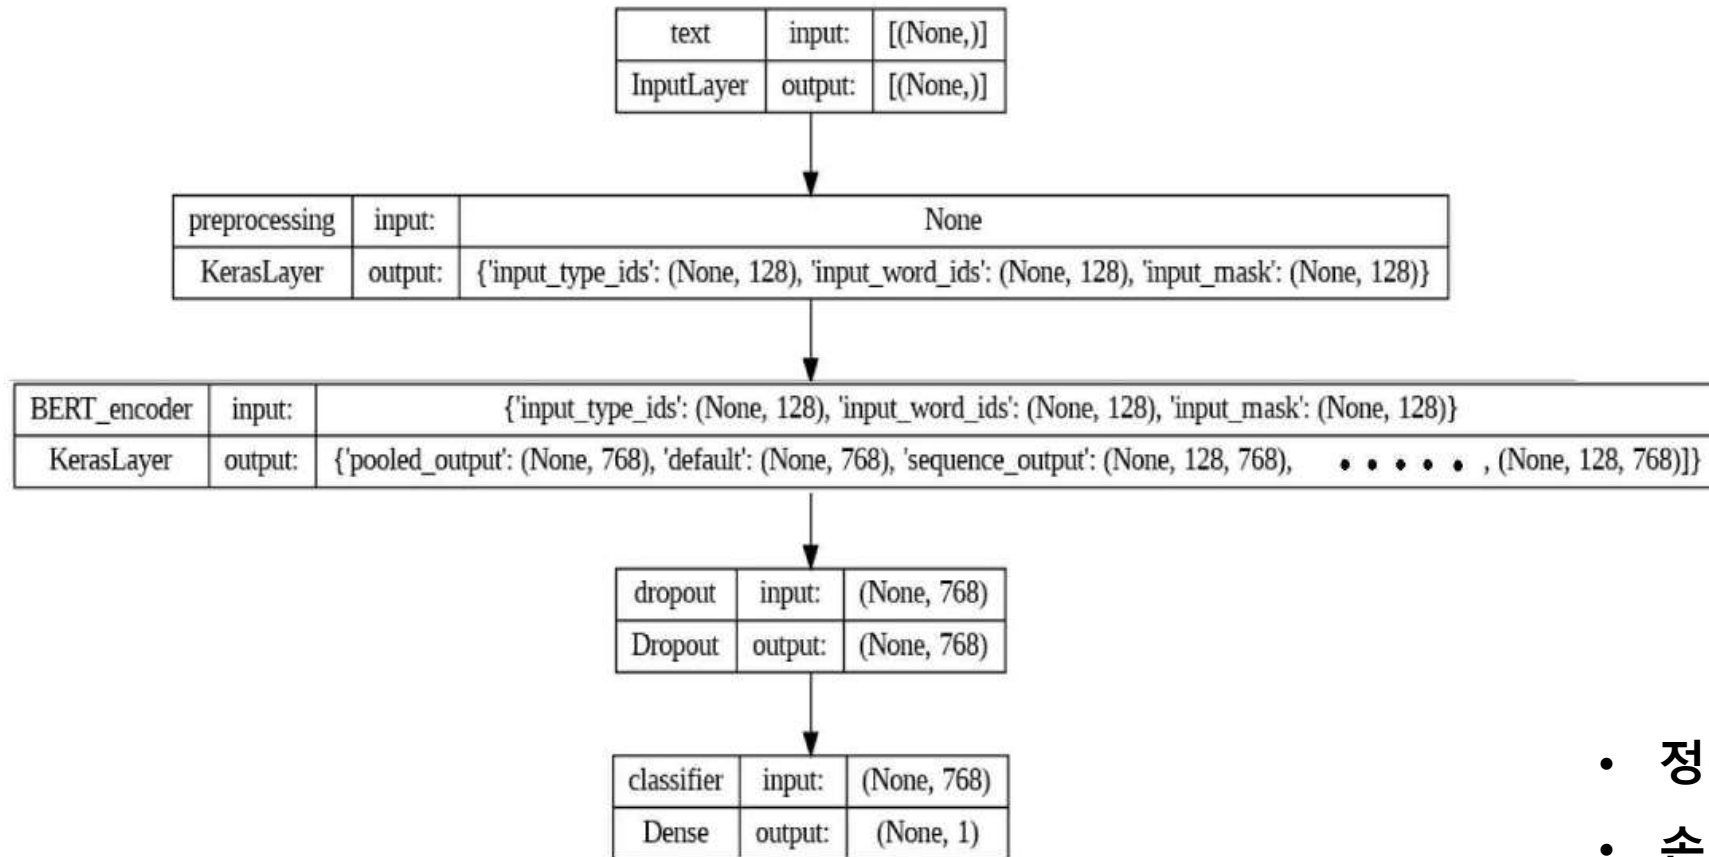 text input: [(None,)]
InputLayer output: [(None,)]
preprocessing input: None
KerasLayer output: {'input_type_ids': (None, 128), 'input_word_ids': (None, 128), 'input_mask': (None, 128)}
BERT_encoder input: {'input_type_ids': (None, 128), 'input_word_ids': (None, 128), 'input_mask': (None, 128)}
KerasLayer output: {'pooled_output': (None, 768), 'default': (None, 768), 'sequence_output': (None, 128, 768), • • • • • , (None, 128, 768)]}
dropout input: (None, 768)
Dropout output: (None, 768)
• 정
classifier input: (None, 768)
Dense output: (None, 1)
• 손